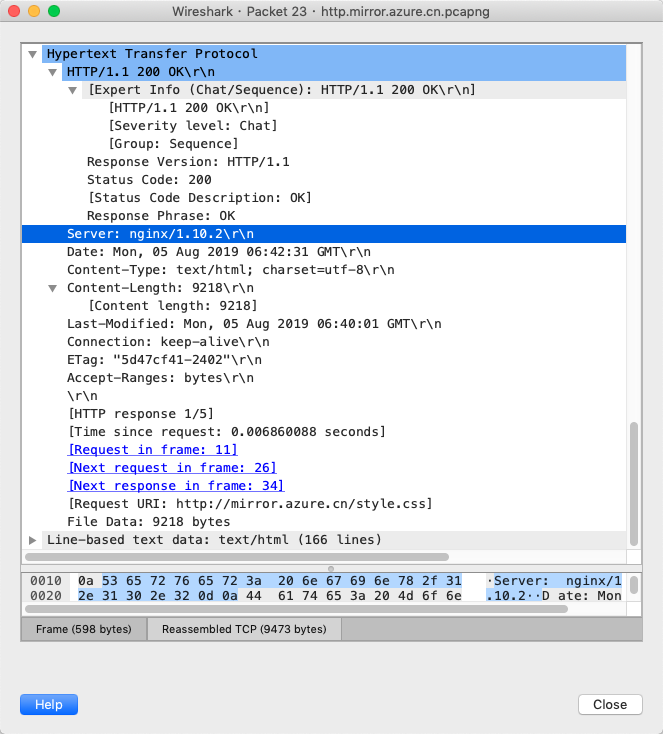 Wireshark · Packet 23 · http.mirror.azure.cn.pcapng
Hypertext Transfer Protocol
HTTP/1.1 200 OK\r\n
[Expert Info (Chat/Sequence): HTTP/1.1 200 OK\r\n]
[HTTP/1.1 200 OK\r\n]
[Severity level: Chat]
[Group: Sequence]
Response Version: HTTP/1.1
Status Code: 200
[Status Code Description: OK]
Response Phrase: OK
Server: nginx/1.10.2\r\n
Date: Mon, 05 Aug 2019 06:42:31 GMT\r\n
Content-Type: text/html; charset=utf-8\r\n
Content-Length: 9218\r\n
[Content length: 9218]
Last-Modified: Mon, 05 Aug 2019 06:40:01 GMT\r\n
Connection: keep-alive\r\n
ETag: "5d47cf41-2402"\r\n
Accept-Ranges: bytes\r\n
\r\n
[HTTP response 1/5]
[Time since request: 0.006860088 seconds]
[Request in frame: 11]
[Next request in frame: 26]
[Next response in frame: 34]
[Request URI: http://mirror.azure.cn/style.css]
File Data: 9218 bytes
Line-based text data: text/html (166 lines)
0010 0a 53 65 72 76 65 72 3a 20 6e 67 69 6e 78 2f 31 ·Server: nginx/1
0020 2e 31 30 2e 32 0d 0a 44 61 74 65 3a 20 4d 6f 6e .10.2··D ate: Mon
Frame (598 bytes) Reassembled TCP (9473 bytes)
Help Close